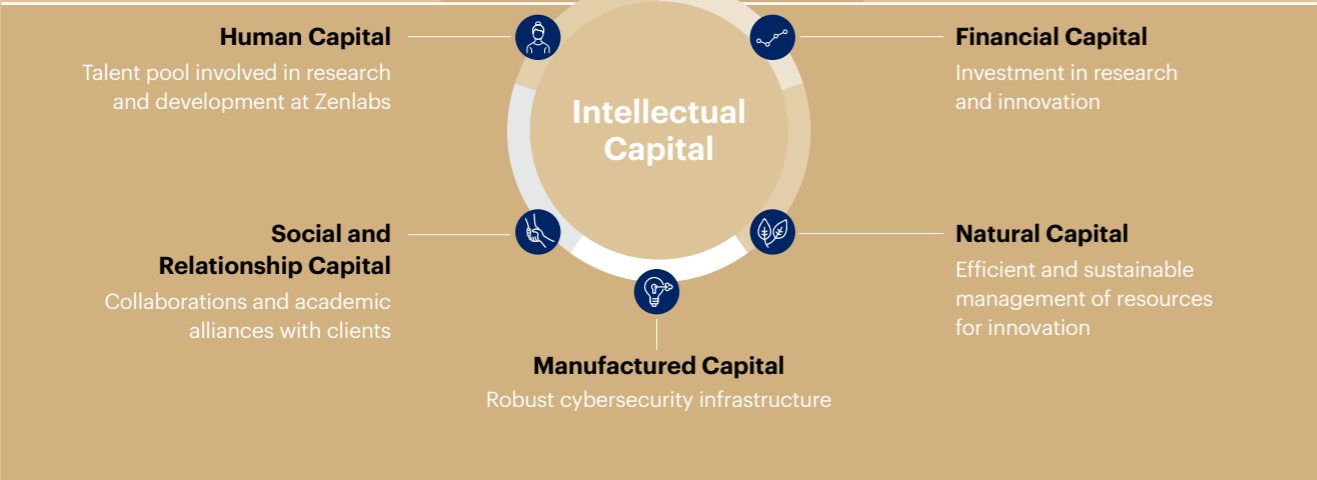 Human Capital
Talent pool involved in research
and development at Zenlabs
Financial Capital
Investment in research
and innovation
Intellectual
Capital
Social and
Relationship Capital
Collaborations and academic
alliances with clients
Natural Capital
Efficient and sustainable
management of resources
for innovation
Manufactured Capital
Robust cybersecurity infrastructure